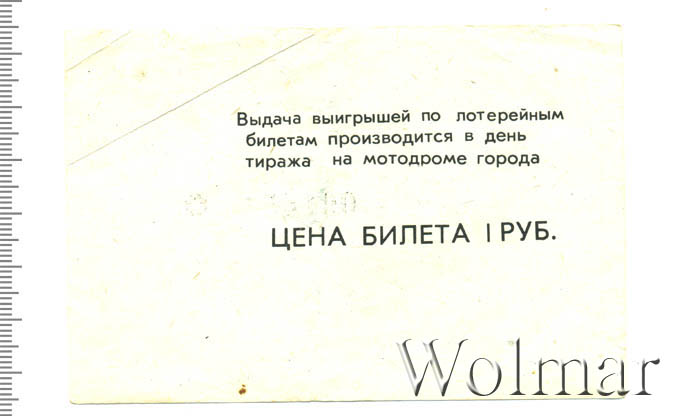 Выдача выигрышей по лотерейным
билетам производится в день
тиража на мотодроме города
ЦЕНА БИЛЕТА 1 РУБ.
Wolmar